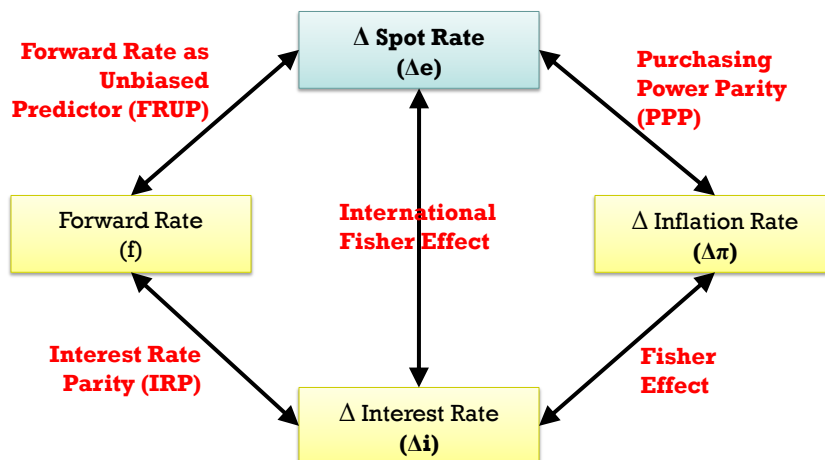 Forward Rate as
Unbiased
Predictor (FRUP)
Δ Spot Rate
(Δe)
Purchasing
Power Parity
(PPP)
Forward Rate
(f)
International
Fisher Effect
Δ Inflation Rate
(Δπ)
Interest Rate
Parity (IRP)
Δ Interest Rate
(Δi)
Fisher
Effect